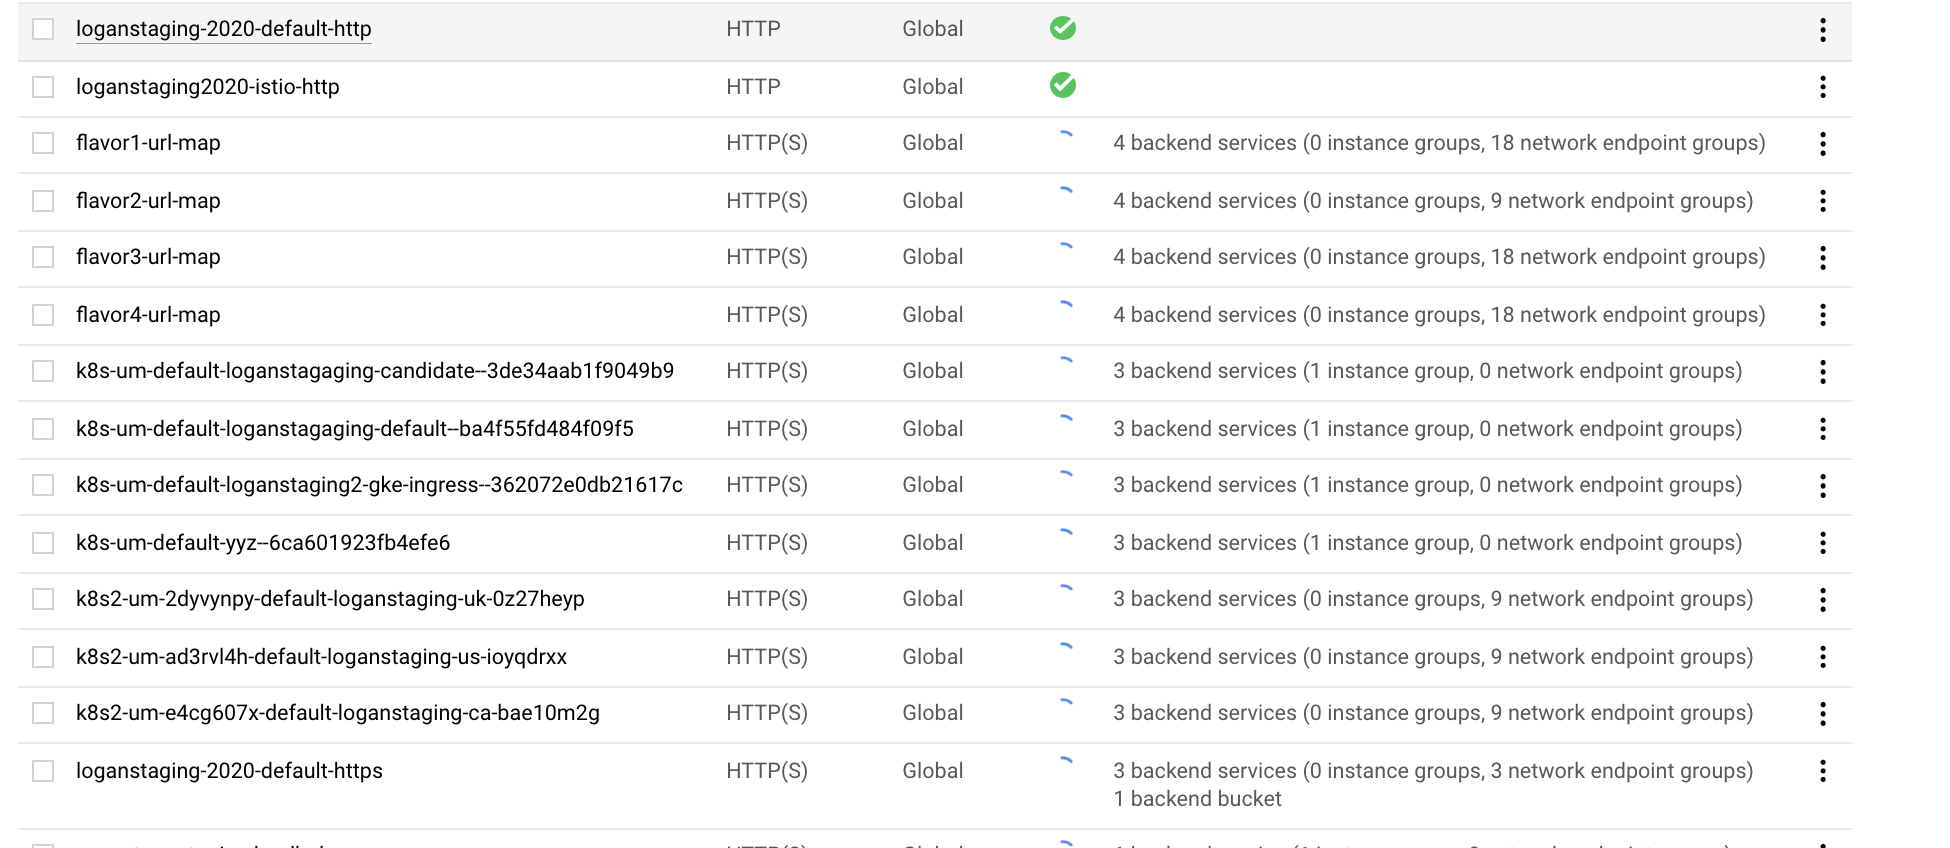 loganstaging-2020-default-http HTTP Global
loganstaging2020-istio-http HTTP Global
flavor1-url-map HTTP(S) Global 4 backend services (0 instance groups, 18 network endpoint groups)
flavor2-url-map HTTP(S) Global 4 backend services (0 instance groups, 9 network endpoint groups)
flavor3-url-map HTTP(S) Global 4 backend services (0 instance groups, 18 network endpoint groups)
flavor4-url-map HTTP(S) Global 4 backend services (0 instance groups, 18 network endpoint groups)
k8s-um-default-loganstagaging-candidate--3de34aab1f9049b9 HTTP(S) Global 3 backend services (1 instance group, 0 network endpoint groups)
k8s-um-default-loganstagaging-default--ba4f55fd484f09f5 HTTP(S) Global 3 backend services (1 instance group, 0 network endpoint groups)
k8s-um-default-loganstaging2-gke-ingress--362072e0db21617c HTTP(S) Global 3 backend services (1 instance group, 0 network endpoint groups)
k8s-um-default-yyz--6ca601923fb4efe6 HTTP(S) Global 3 backend services (1 instance group, 0 network endpoint groups)
k8s2-um-2dyvynpy-default-loganstaging-uk-0z27heyp HTTP(S) Global 3 backend services (0 instance groups, 9 network endpoint groups)
k8s2-um-ad3rvl4h-default-loganstaging-us-ioyqdrxx HTTP(S) Global 3 backend services (0 instance groups, 9 network endpoint groups)
k8s2-um-e4cg607x-default-loganstaging-ca-bae10m2g HTTP(S) Global 3 backend services (0 instance groups, 9 network endpoint groups)
loganstaging-2020-default-https HTTP(S) Global 3 backend services (0 instance groups, 3 network endpoint groups)
1 backend bucket